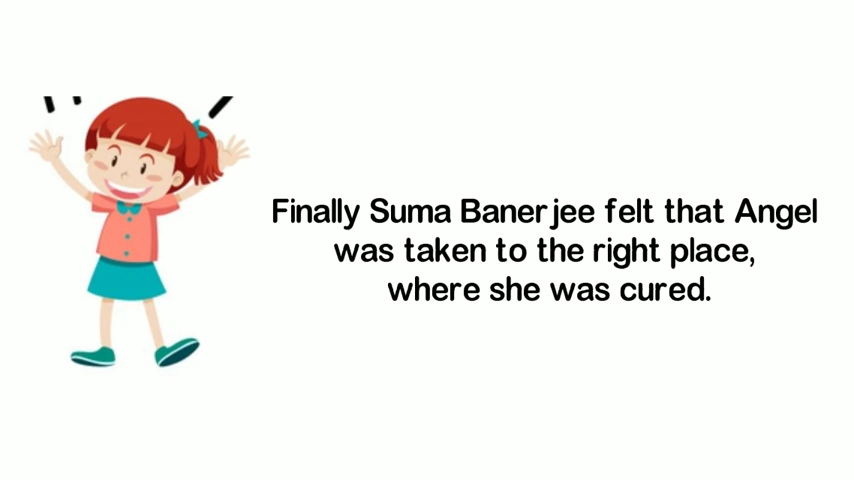 Finally Suma Banerjee felt that Angel
was taken to the right place,
where she was cured.